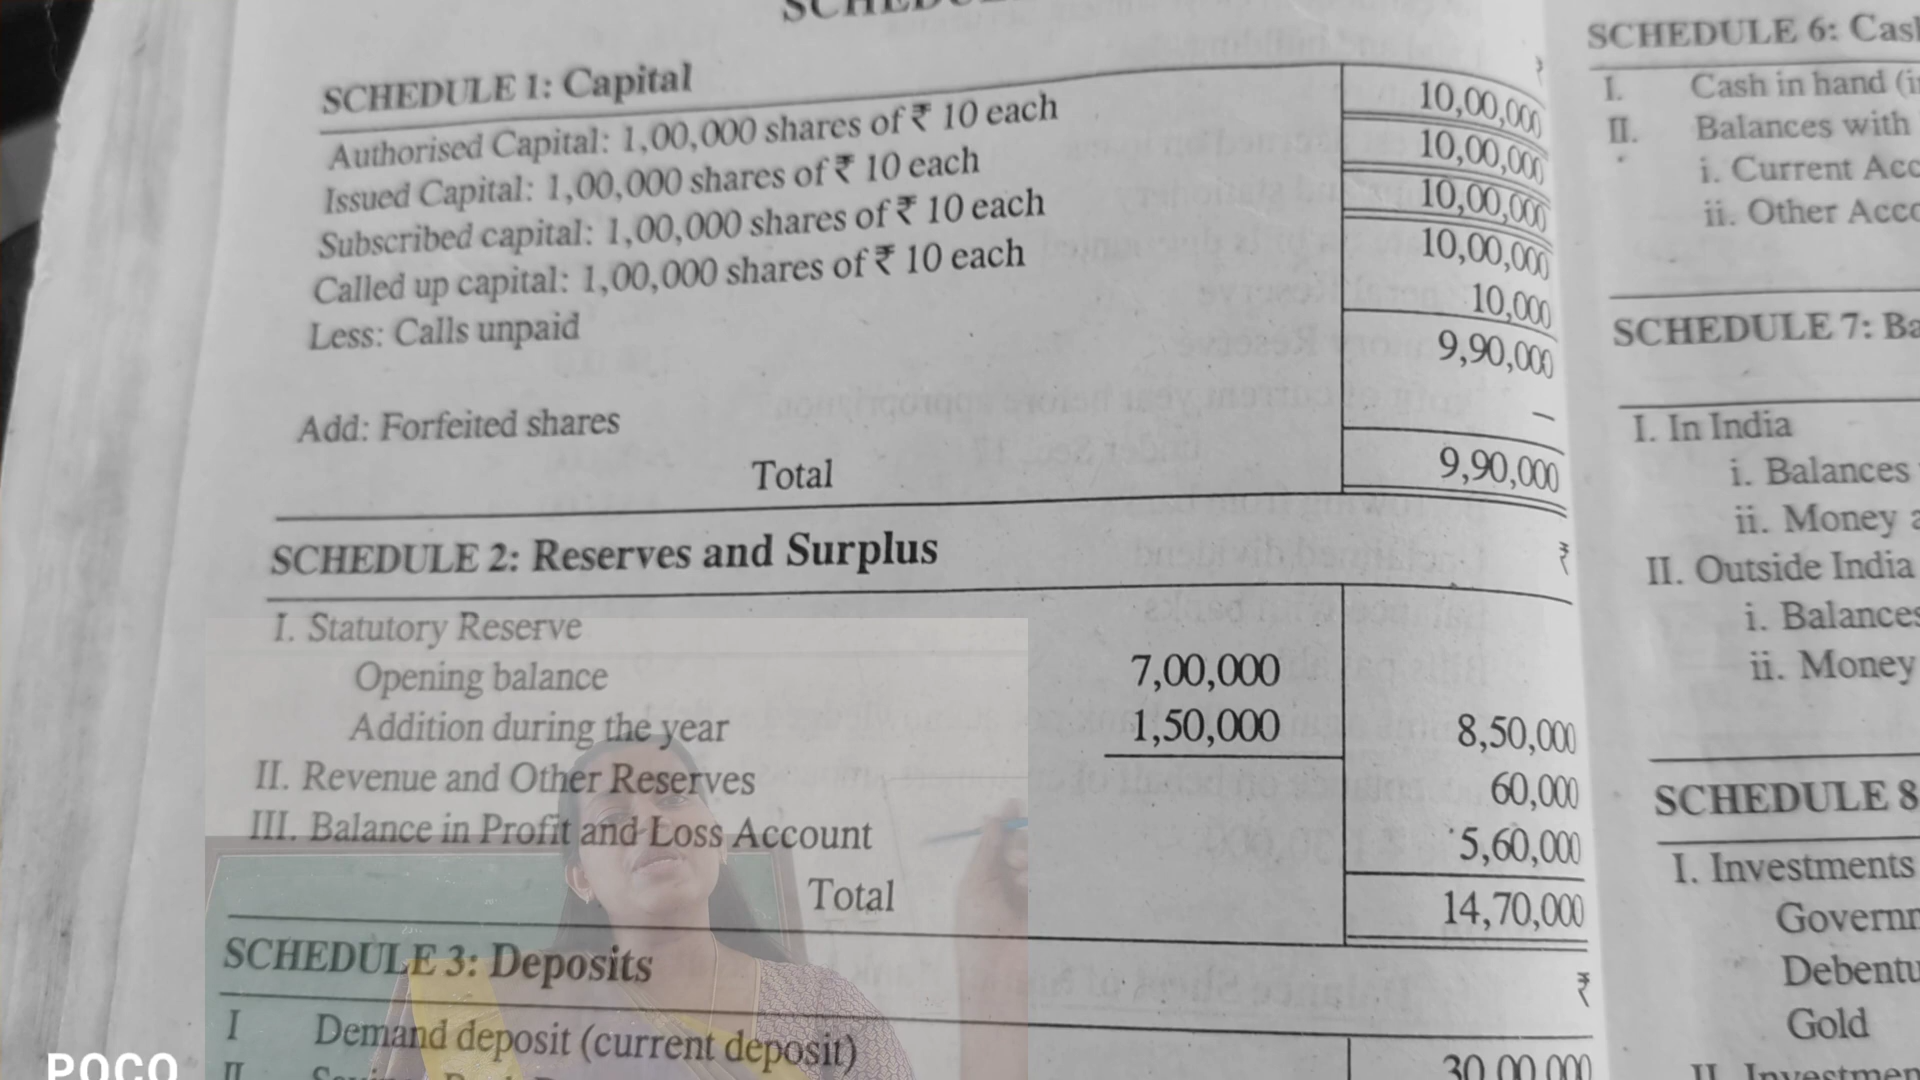 SCHEDULE 1: Capital
₹
Authorised Capital: 1,00,000 shares of ₹ 10 each 10,00,000
Issued Capital: 1,00,000 shares of ₹ 10 each 10,00,000
Subscribed capital: 1,00,000 shares of ₹ 10 each 10,00,000
Called up capital: 1,00,000 shares of ₹ 10 each 10,00,000
Less: Calls unpaid 10,000
9,90,000
Add: Forfeited shares –
Total 9,90,000
SCHEDULE 2: Reserves and Surplus ₹
I. Statutory Reserve
Opening balance 7,00,000
Addition during the year 1,50,000 8,50,000
II. Revenue and Other Reserves 60,000
III. Balance in Profit and Loss Account 5,60,000
Total 14,70,000
SCHEDULE 3: Deposits ₹
I Demand deposit (current deposit) 30,00,000
II
SCHEDULE 6:
I. Cash in hand
II. Balances with
i. Current
ii. Other
SCHEDULE 7:
I. In India
i. Balances
ii. Money
II. Outside India
i. Balances
ii. Money
SCHEDULE 8
I. Investments
Gold
II.
POCO